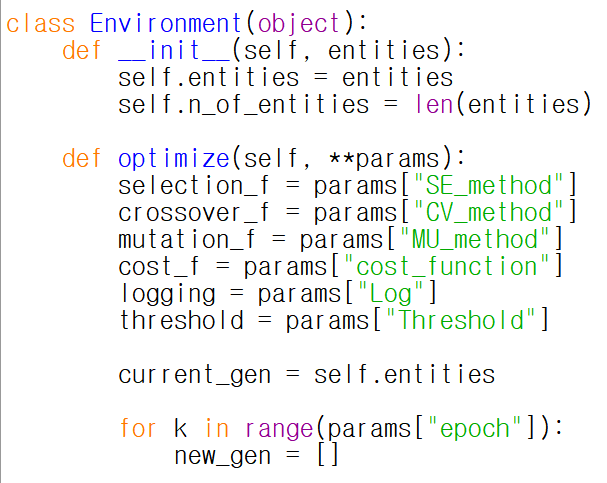 class Environment(object):
    def __init__(self, entities):
        self.entities = entities
        self.n_of_entities = len(entities)

    def optimize(self, **params):
        selection_f = params["SE_method"]
        crossover_f = params["CV_method"]
        mutation_f = params["MU_method"]
        cost_f = params["cost_function"]
        logging = params["Log"]
        threshold = params["Threshold"]

        current_gen = self.entities

        for k in range(params["epoch"]):
            new_gen = []